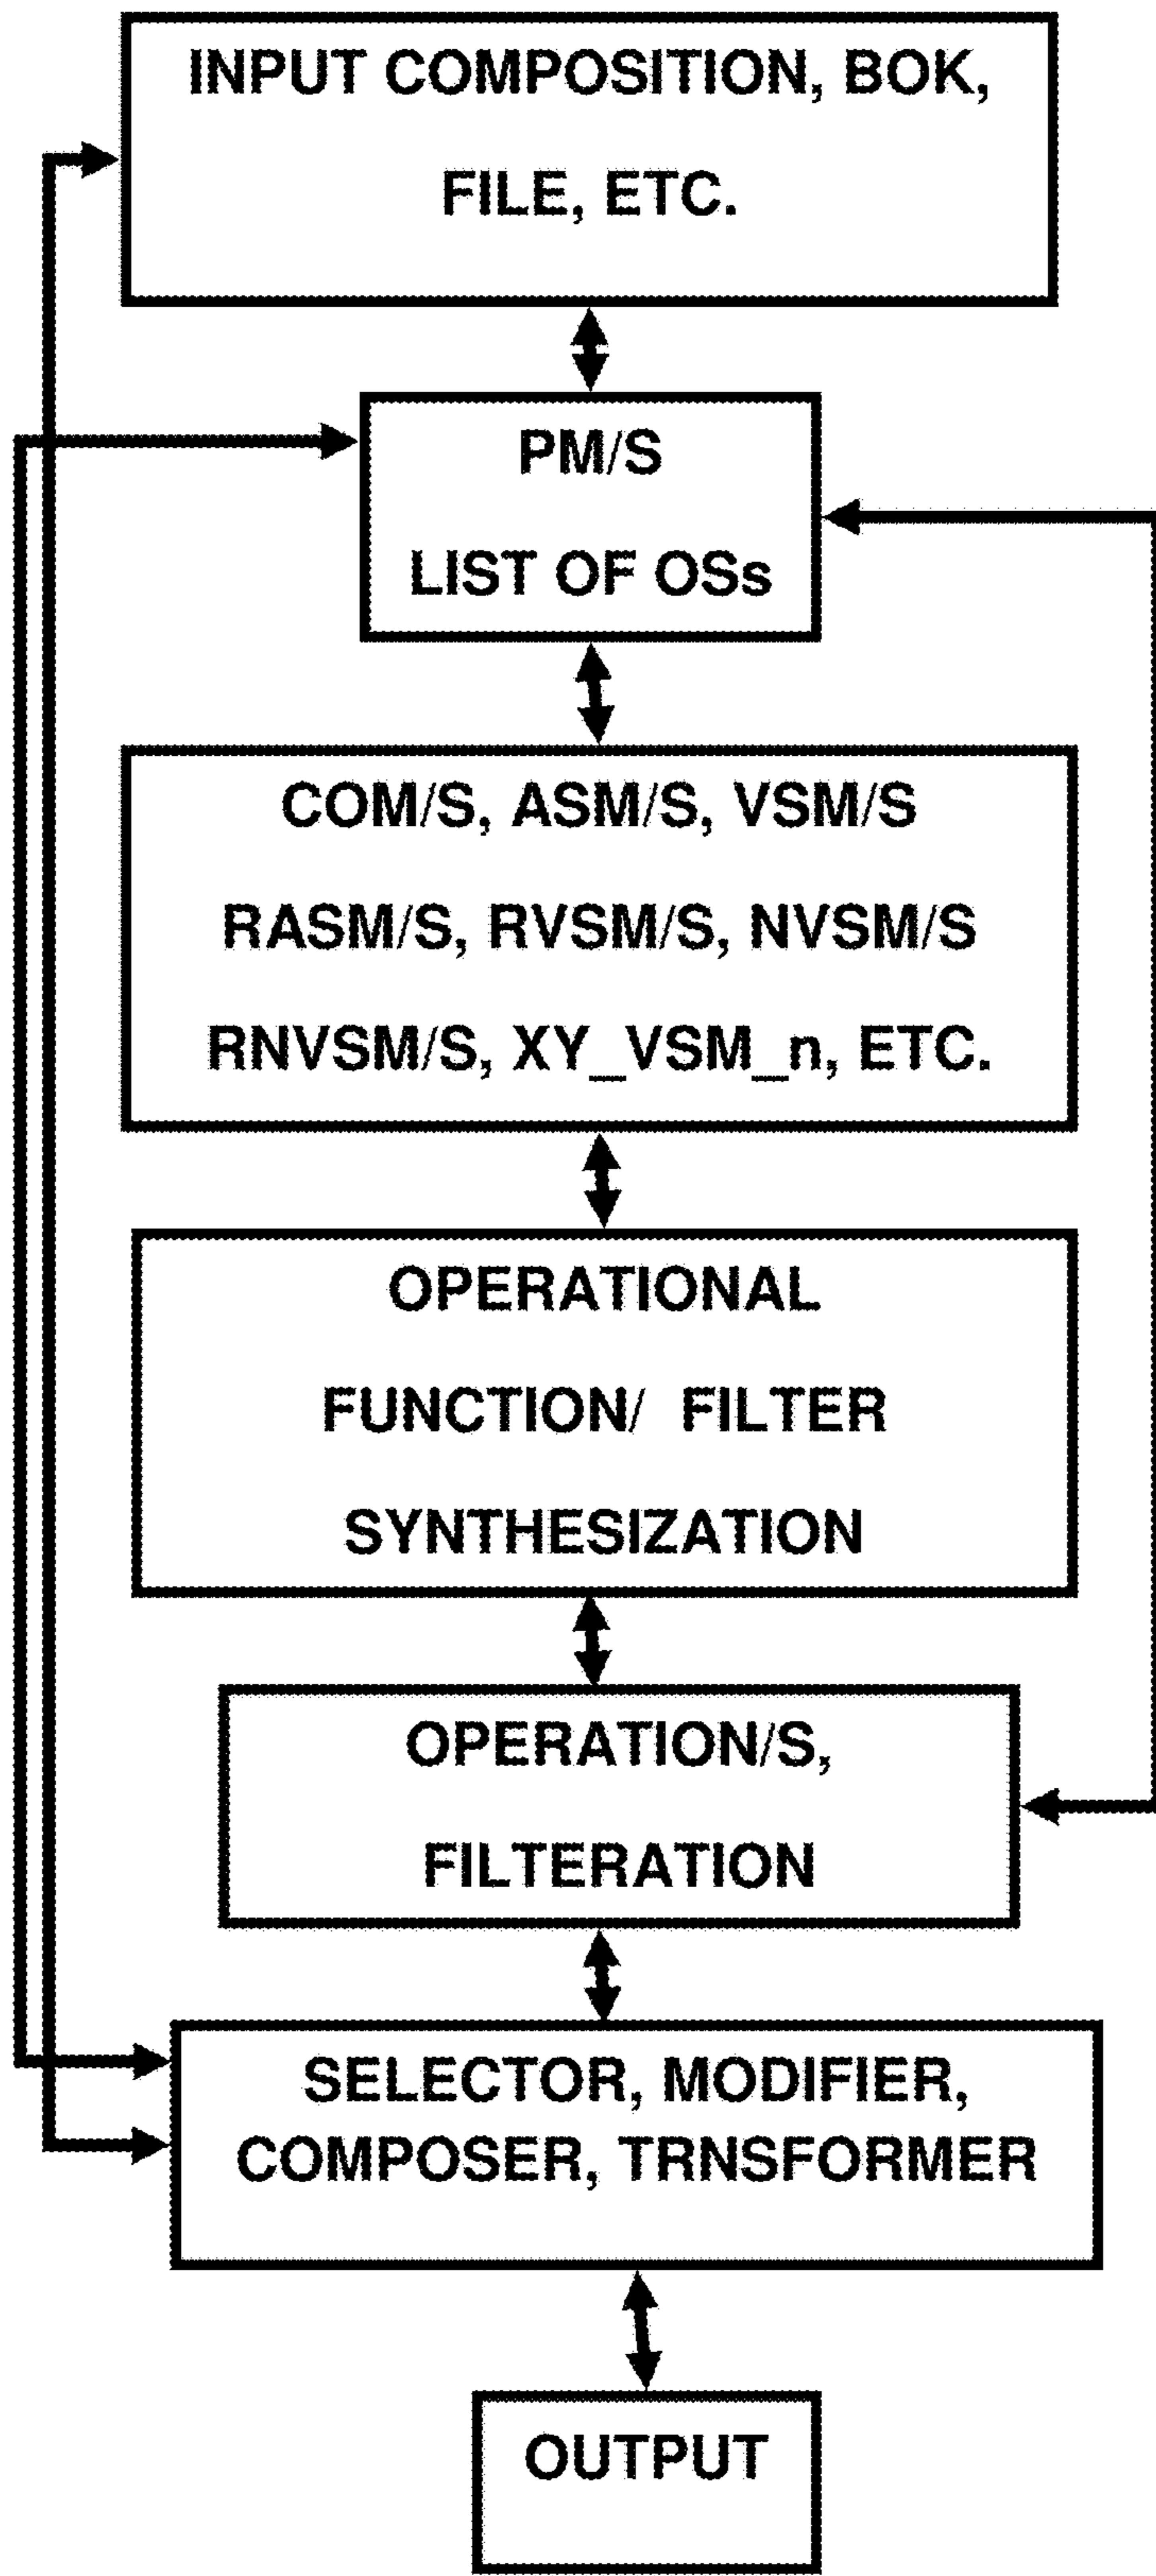 INPUT COMPOSITION, BOK,
FILE, ETC.
PM/S
LIST OF OSs
COM/S, ASM/S, VSM/S
RASM/S, RVSM/S, NVSM/S
RNVSM/S, XY_VSM_n, ETC.
OPERATIONAL
FUNCTION/ FILTER
SYNTHESIZATION
OPERATION/S,
FILTERATION
SELECTOR, MODIFIER,
COMPOSER, TRNSFORMER
OUTPUT